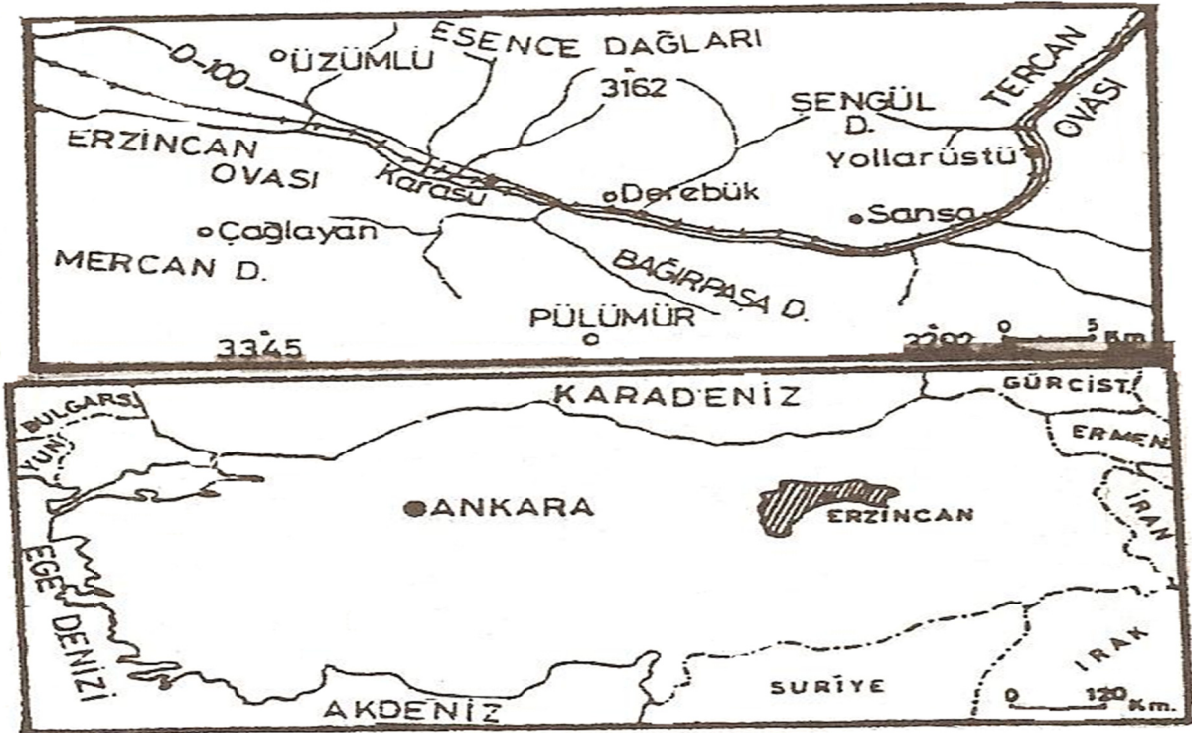 ESENCE DAĞLARI
3162
D-100
ÜZÜMLÜ
ŞENGÜL
D.
TERCAN
OVASI
Yollarüstü
ERZİNCAN
OVASI
Karasu
Derebük
Sansa
Çağlayan
MERCAN D.
BAĞIRPAŞA D.
PÜLÜMÜR
3345
0 5 Km.
KARADENİZ
GÜRCİST.
BULGARS.
YUN.
ERMEN.
İRAN
ANKARA
ERZİNCAN
EGE DENİZİ
AKDENİZ
SURİYE
IRAK
0 120 Km.